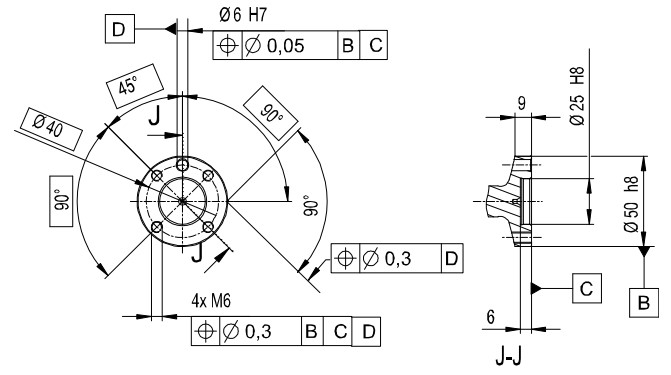 D
Ø6 H7
⌖ Ø 0,05 B C
45°
J
90°
Ø40
90°
90°
J
⌖ Ø 0,3 D
4x M6
⌖ Ø 0,3 B C D
9
Ø25 H8
Ø50 h8
C
B
6
J-J